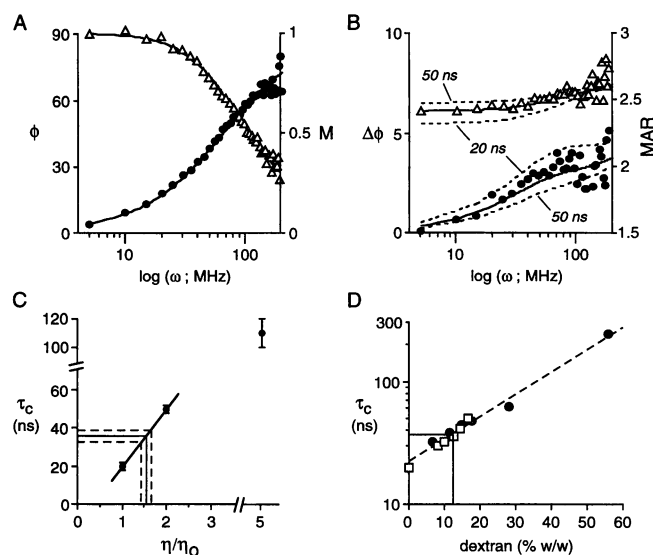 A
B
90
60
ϕ
30
0
1
0.5
M
0
10
100
log (ω ; MHz)
10
Δϕ
5
0
50 ns
20 ns
50 ns
3
2.5
MAR
2
1.5
10
100
log (ω ; MHz)
C
D
120
100
τc
(ns)
60
40
20
0
0
1
2
3
5
η/ηo
300
100
τc
(ns)
10
0
10
20
30
40
50
60
dextran (% w/w)